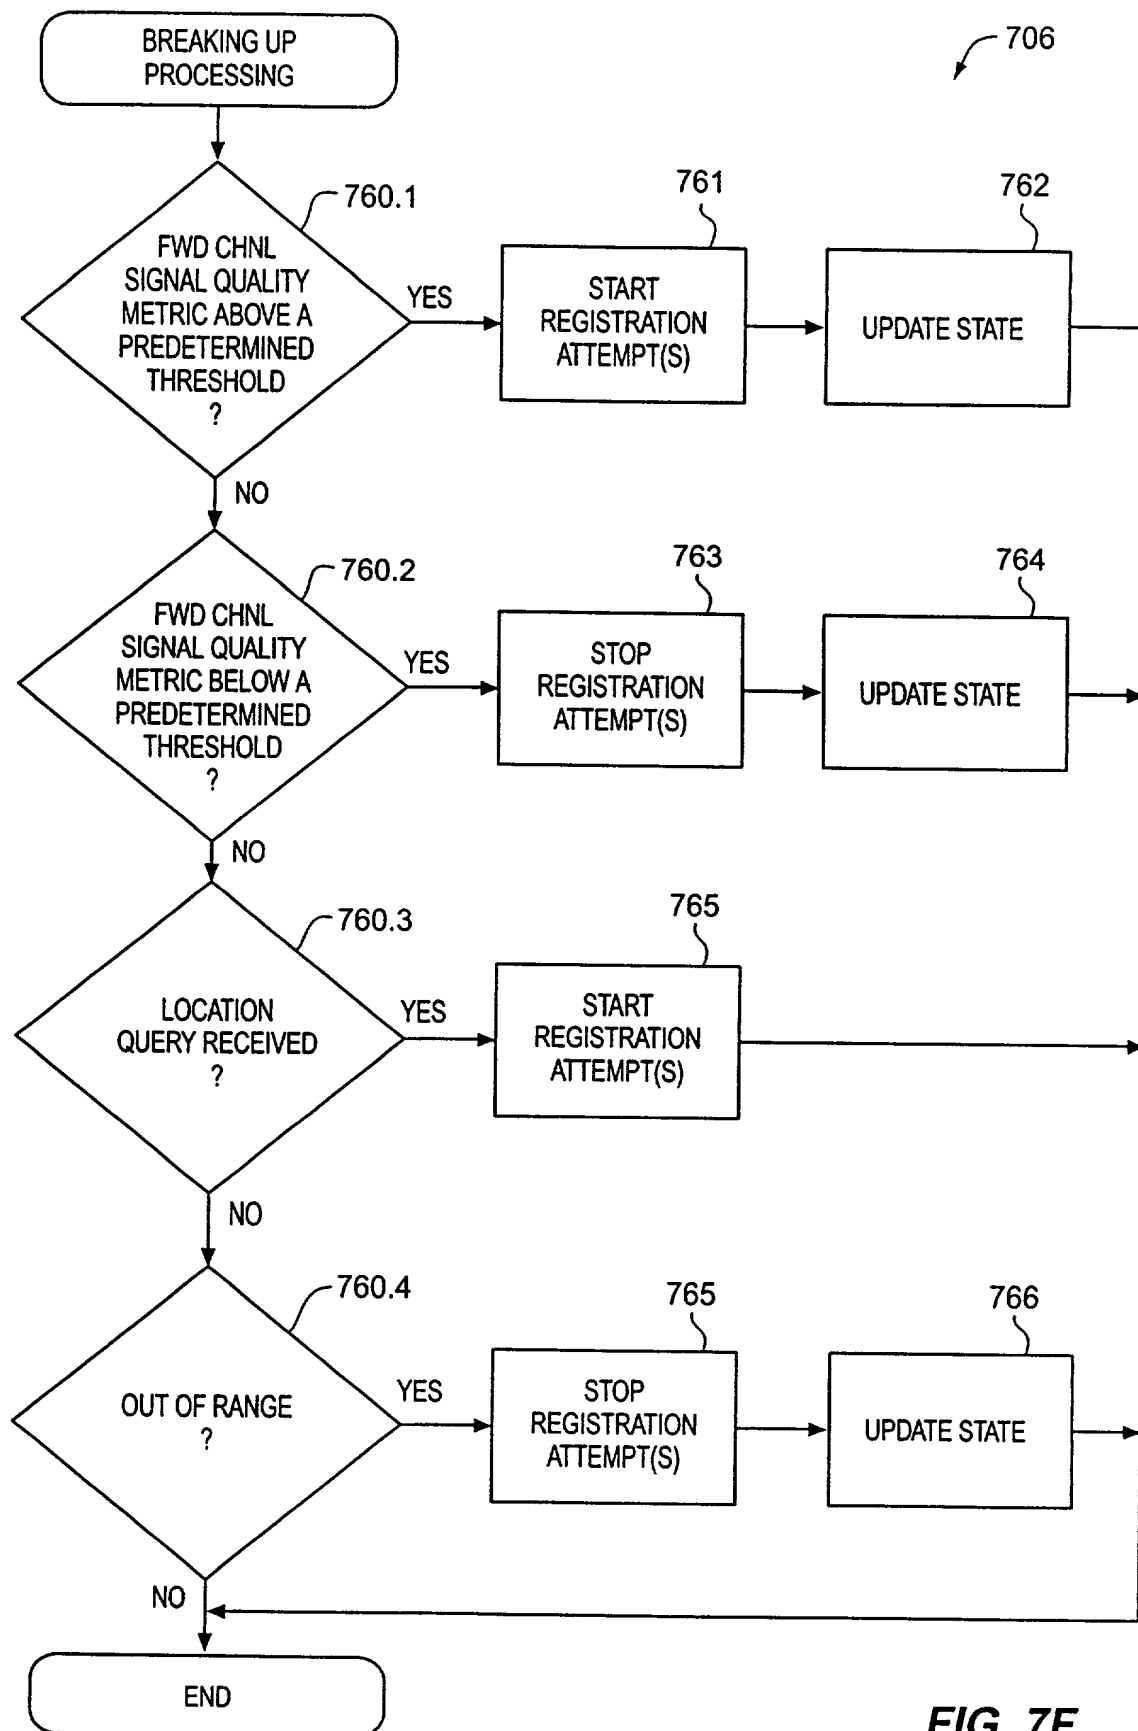 BREAKING UP
PROCESSING
706
760.1
FWD CHNL
SIGNAL QUALITY
METRIC ABOVE A
PREDETERMINED
THRESHOLD
?
YES
761
START
REGISTRATION
ATTEMPT(S)
762
UPDATE STATE
NO
760.2
FWD CHNL
SIGNAL QUALITY
METRIC BELOW A
PREDETERMINED
THRESHOLD
?
YES
763
STOP
REGISTRATION
ATTEMPT(S)
764
UPDATE STATE
NO
760.3
LOCATION
QUERY RECEIVED
?
YES
765
START
REGISTRATION
ATTEMPT(S)
NO
760.4
OUT OF RANGE
?
YES
765
STOP
REGISTRATION
ATTEMPT(S)
766
UPDATE STATE
NO
END